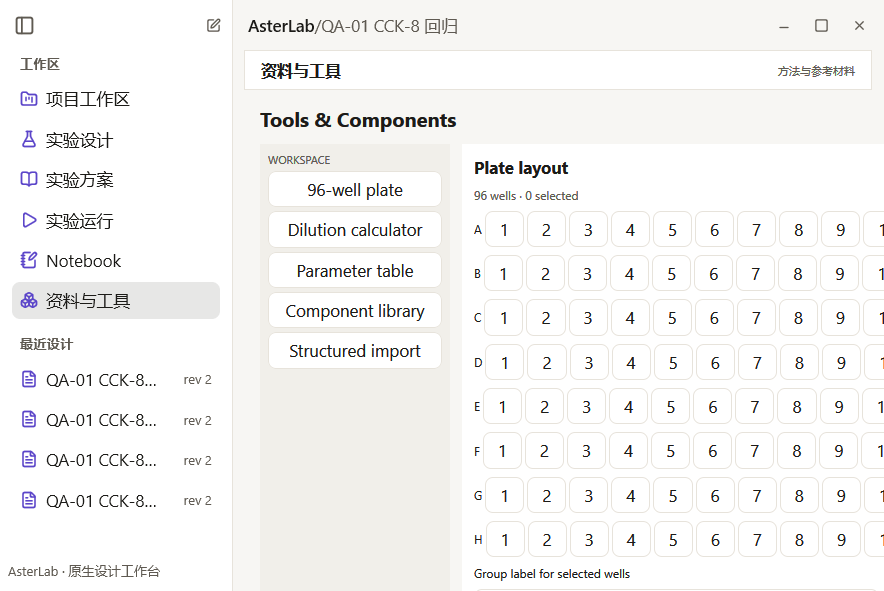 AsterLab/QA-01 CCK-8 回归
工作区
项目工作区
实验设计
实验方案
实验运行
Notebook
资料与工具
最近设计
QA-01 CCK-8... rev 2
QA-01 CCK-8... rev 2
QA-01 CCK-8... rev 2
QA-01 CCK-8... rev 2
AsterLab · 原生设计工作台
资料与工具 方法与参考材料
Tools & Components
WORKSPACE
96-well plate
Dilution calculator
Parameter table
Component library
Structured import
Plate layout
96 wells · 0 selected
A 1 2 3 4 5 6 7 8 9 1
B 1 2 3 4 5 6 7 8 9 1
C 1 2 3 4 5 6 7 8 9 1
D 1 2 3 4 5 6 7 8 9 1
E 1 2 3 4 5 6 7 8 9 1
F 1 2 3 4 5 6 7 8 9 1
G 1 2 3 4 5 6 7 8 9 1
H 1 2 3 4 5 6 7 8 9 1
Group label for selected wells